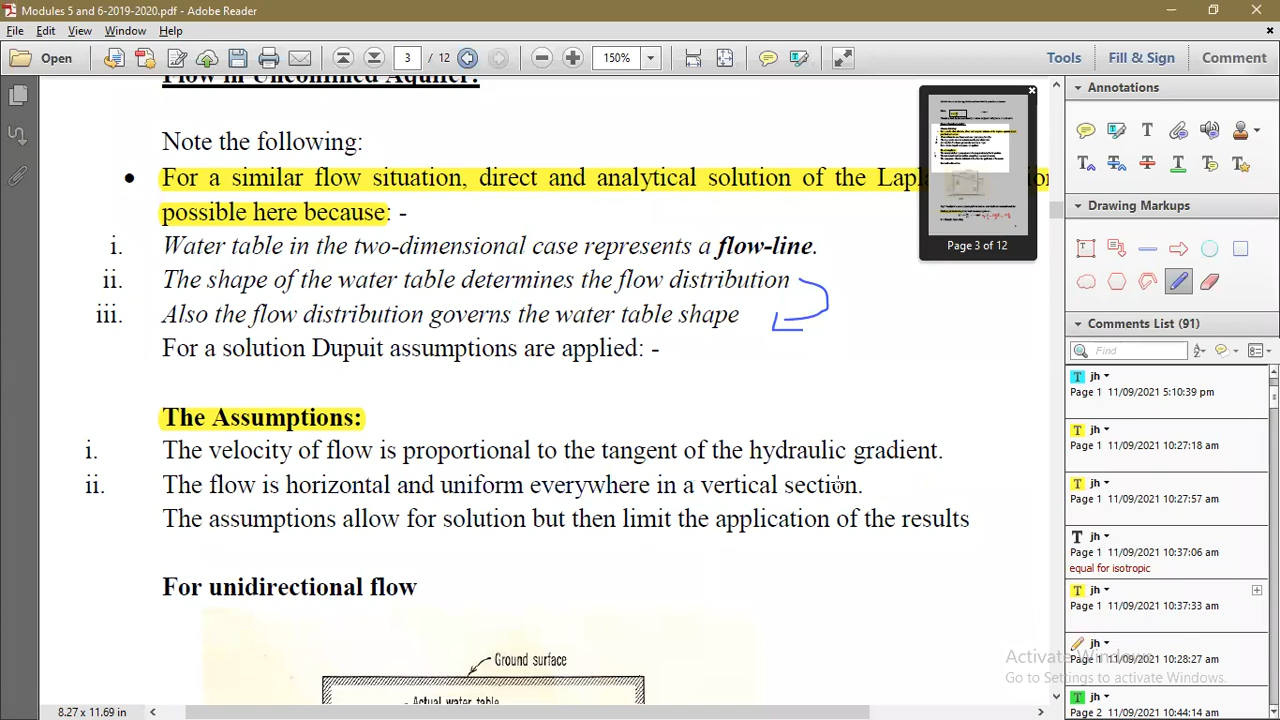 Modules 5 and 6-2019-2020.pdf - Adobe Reader
File Edit View Window Help
Open 3 / 12 150% Tools Fill & Sign Comment
Flow in Unconfined Aquifer:
Note the following:
• For a similar flow situation, direct and analytical solution of the
possible here because: -
i. Water table in the two-dimensional case represents a flow-line.
ii. The shape of the water table determines the flow distribution
iii. Also the flow distribution governs the water table shape
For a solution Dupuit assumptions are applied: -
The Assumptions:
i. The velocity of flow is proportional to the tangent of the hydraulic gradient.
ii. The flow is horizontal and uniform everywhere in a vertical section.
The assumptions allow for solution but then limit the application of the results
For unidirectional flow
Ground surface
Actual water table
8.27 x 11.69 in
Page 3 of 12
Annotations
Drawing Markups
Comments List (91)
Find
jh
Page 1 11/09/2021 5:10:39 pm
jh
Page 1 11/09/2021 10:27:18 am
jh
Page 1 11/09/2021 10:27:57 am
jh
Page 1 11/09/2021 10:37:06 am
equal for isotropic
jh
Page 1 11/09/2021 10:37:33 am
jh
Page 1 11/09/2021 10:28:27 am
jh
Page 2 11/09/2021 10:44:14 am
Activate Windows
Go to Settings to activate Windows.